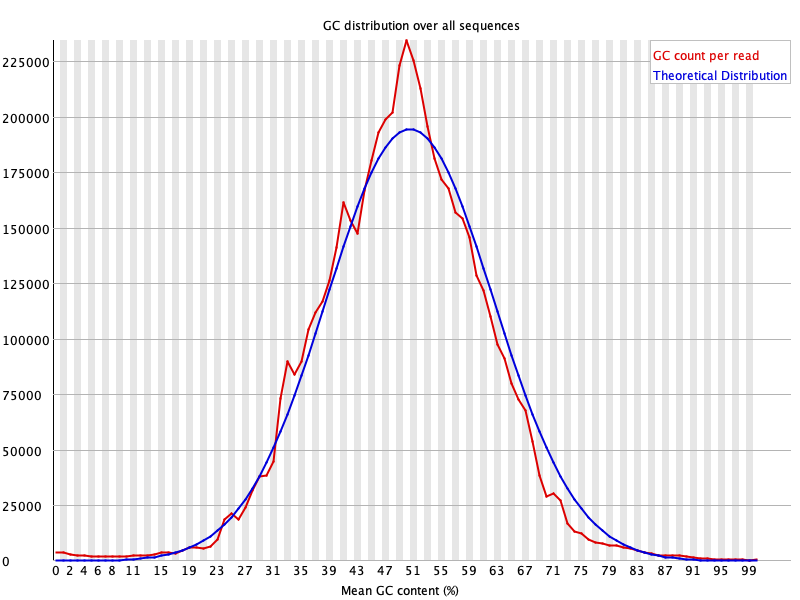 GC distribution over all sequences
GC count per read
Theoretical Distribution
225000
200000
175000
150000
125000
100000
75000
50000
25000
0
0 2 4 6 8 11 15 19 23 27 31 35 39 43 47 51 55 59 63 67 71 75 79 83 87 91 95 99
Mean GC content (%)